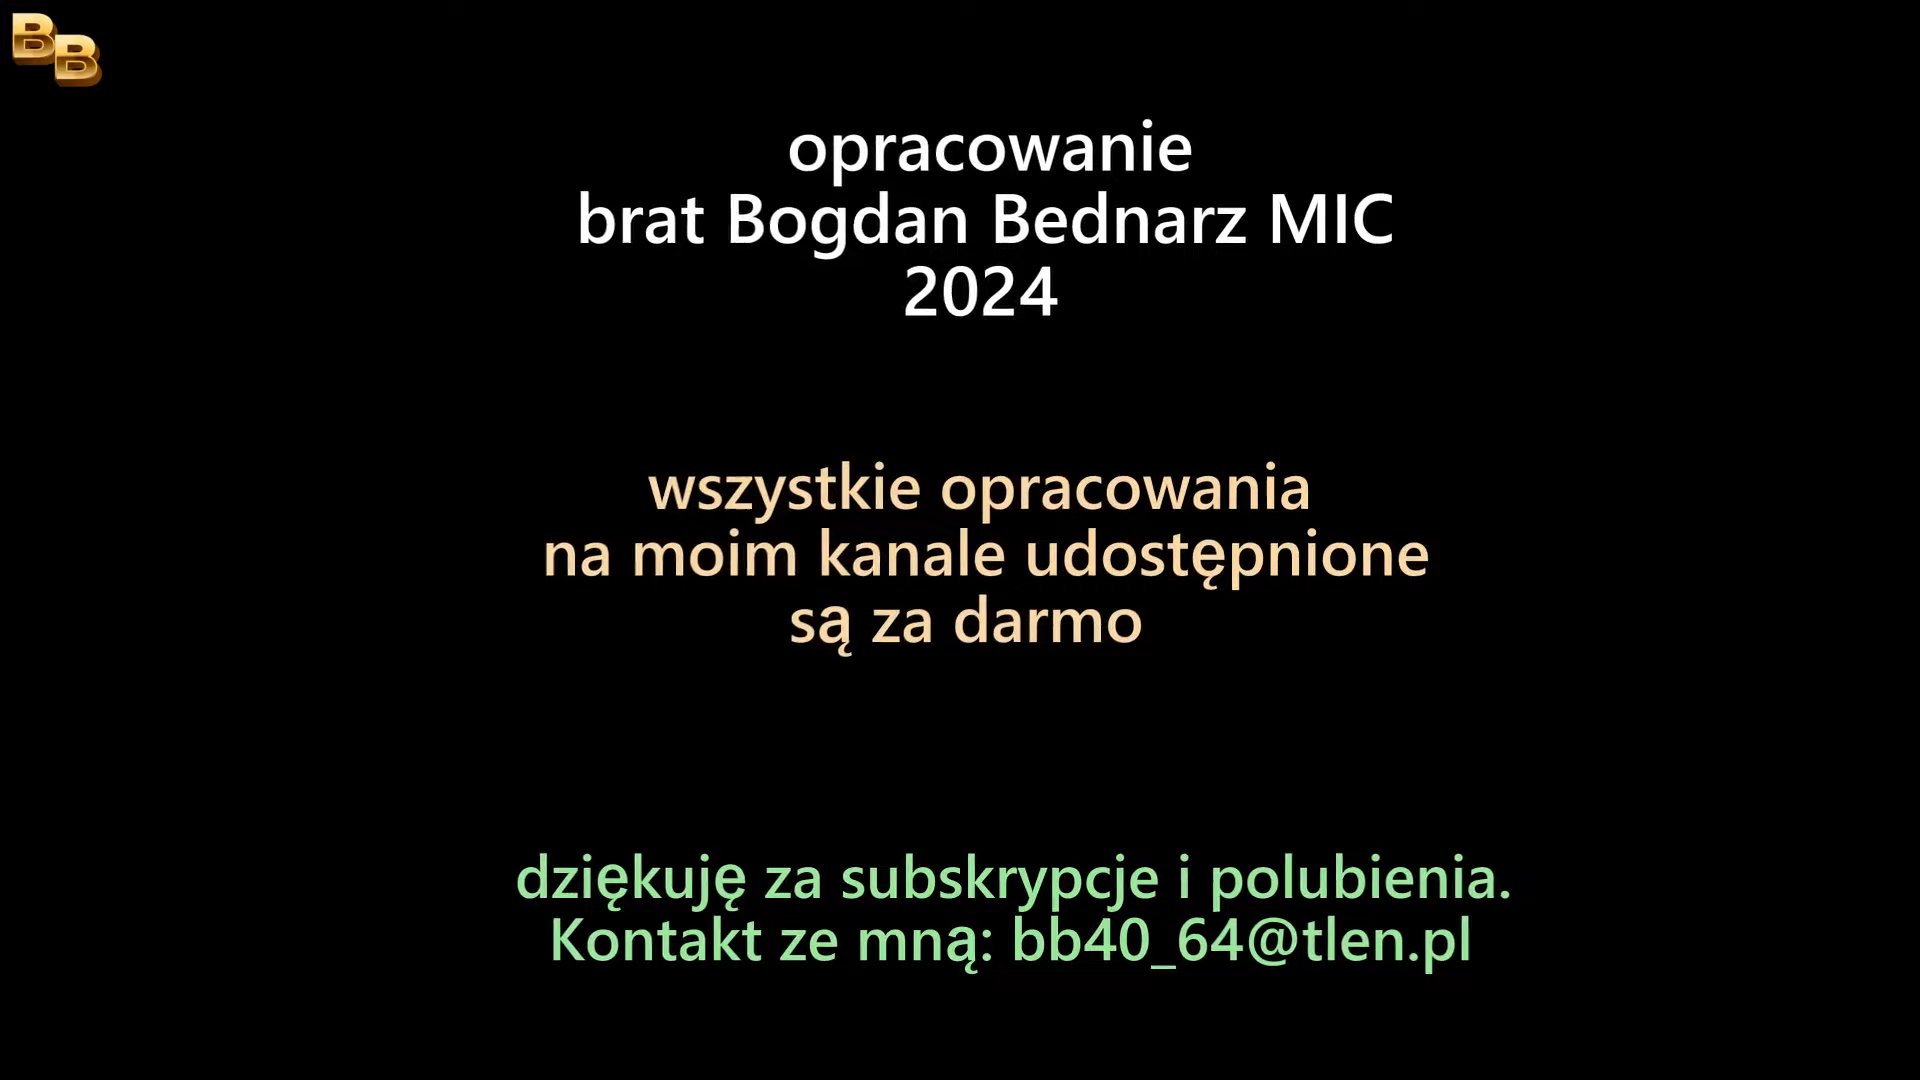 BB
opracowanie
brat Bogdan Bednarz MIC
2024
wszystkie opracowania
na moim kanale udostępnione
są za darmo
dziękuję za subskrypcje i polubienia.
Kontakt ze mną: bb40_64@tlen.pl